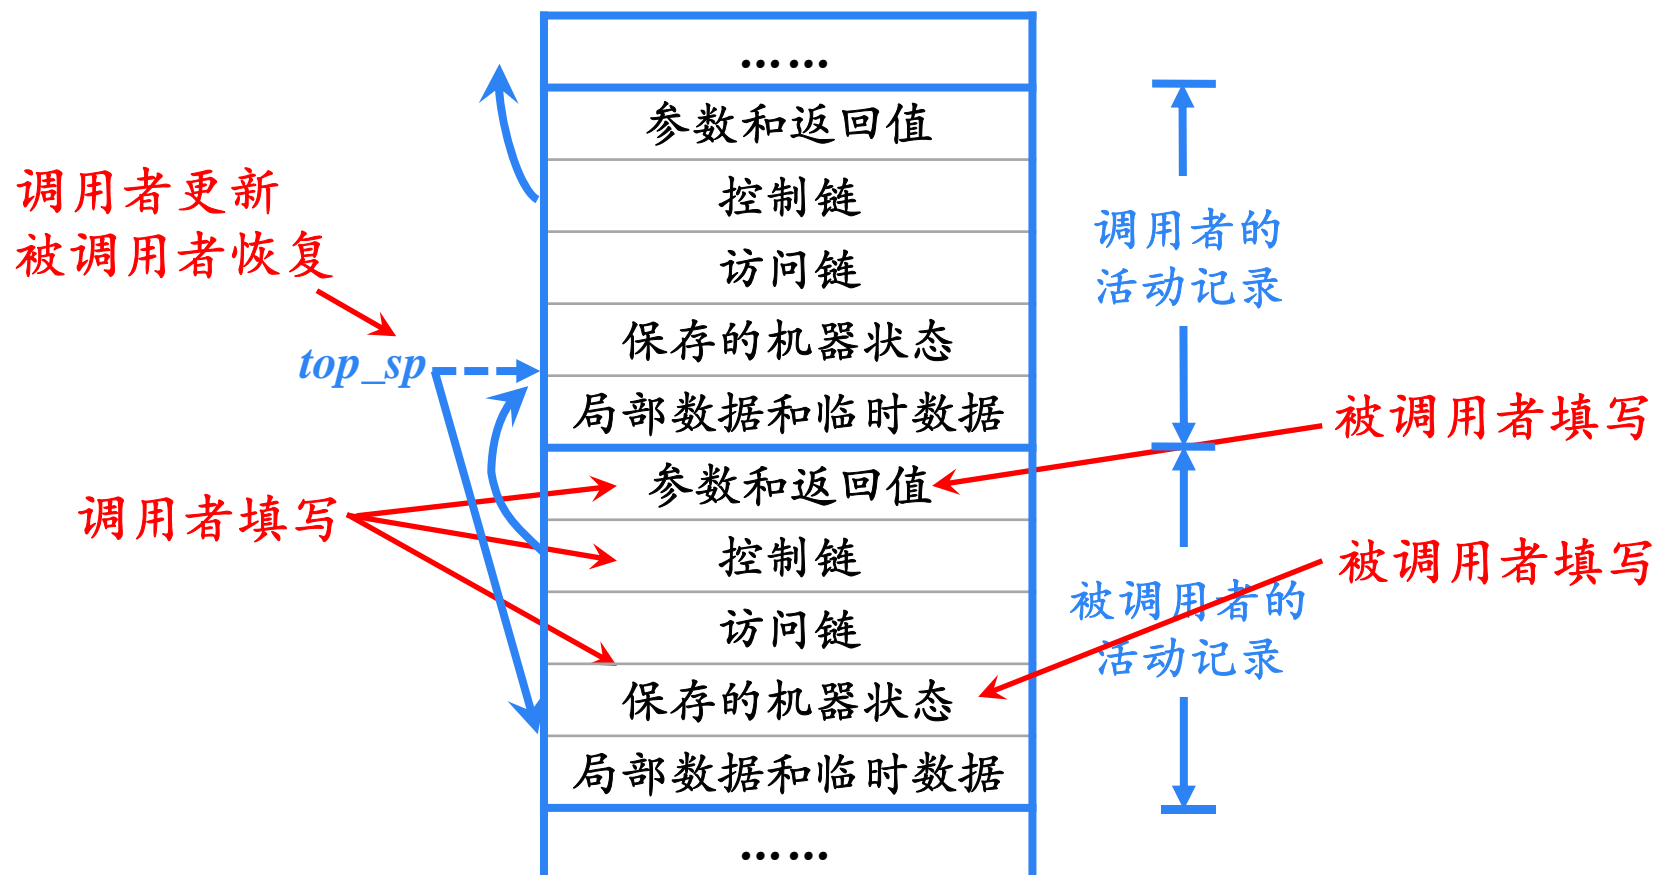 ……
参数和返回值
控制链
访问链
保存的机器状态
局部数据和临时数据
参数和返回值
控制链
访问链
保存的机器状态
局部数据和临时数据
……
调用者更新
被调用者恢复
top_sp
调用者填写
调用者的
活动记录
被调用者填写
被调用者填写
被调用者的
活动记录